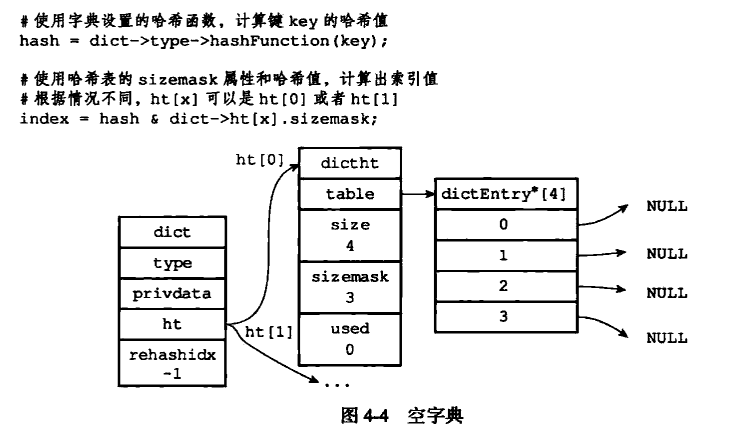 # 使用字典设置的哈希函数，计算键 key 的哈希值
hash = dict->type->hashFunction(key);
# 使用哈希表的 sizemask 属性和哈希值，计算出索引值
# 根据情况不同，ht[x] 可以是 ht[0] 或者 ht[1]
index = hash & dict->ht[x].sizemask;
dict
type
privdata
ht
rehashidx
-1
ht[0]
ht[1]
dictht
table
size
4
sizemask
3
used
0
...
dictEntry*[4]
0
1
2
3
NULL
NULL
NULL
NULL
图 4-4 空字典